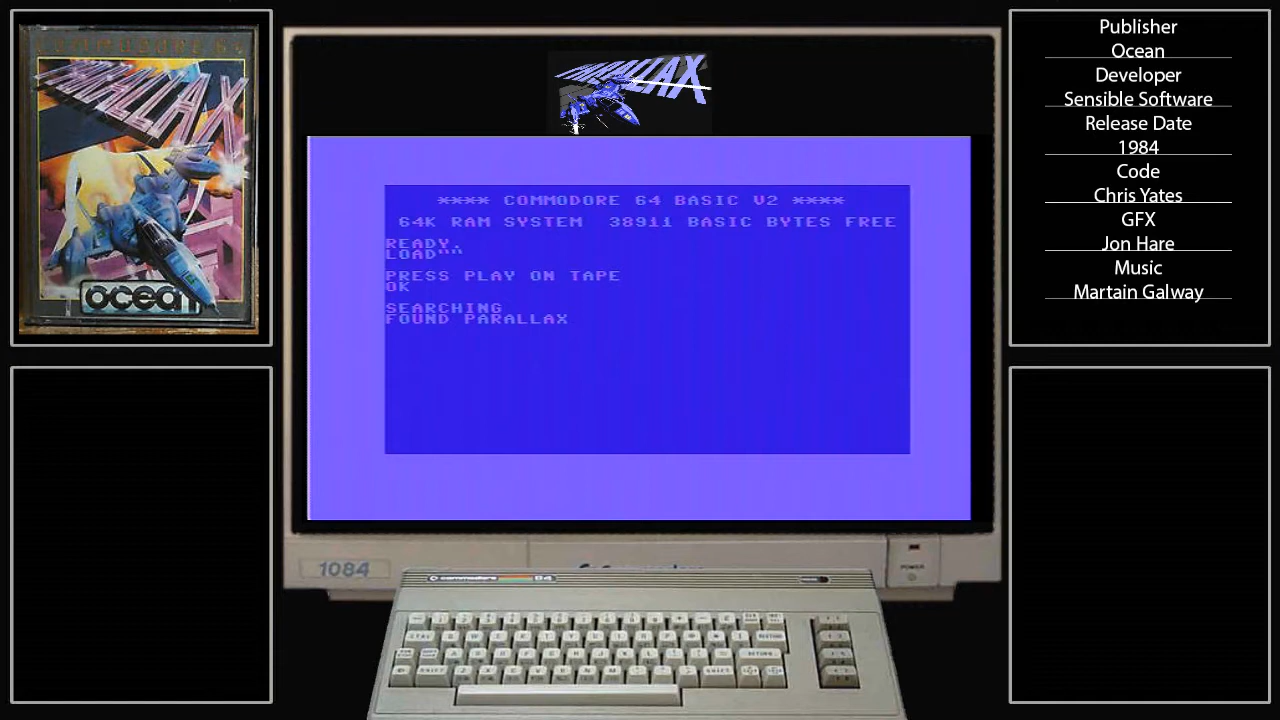 COMMODORE 64
PARALLAX
ocean
PARALLAX
**** COMMODORE 64 BASIC V2 ****
64K RAM SYSTEM 38911 BASIC BYTES FREE
READY.
LOAD""
PRESS PLAY ON TAPE
OK
SEARCHING
FOUND PARALLAX
1084
POWER
commodore 64
Publisher
Ocean
Developer
Sensible Software
Release Date
1984
Code
Chris Yates
GFX
Jon Hare
Music
Martain Galway